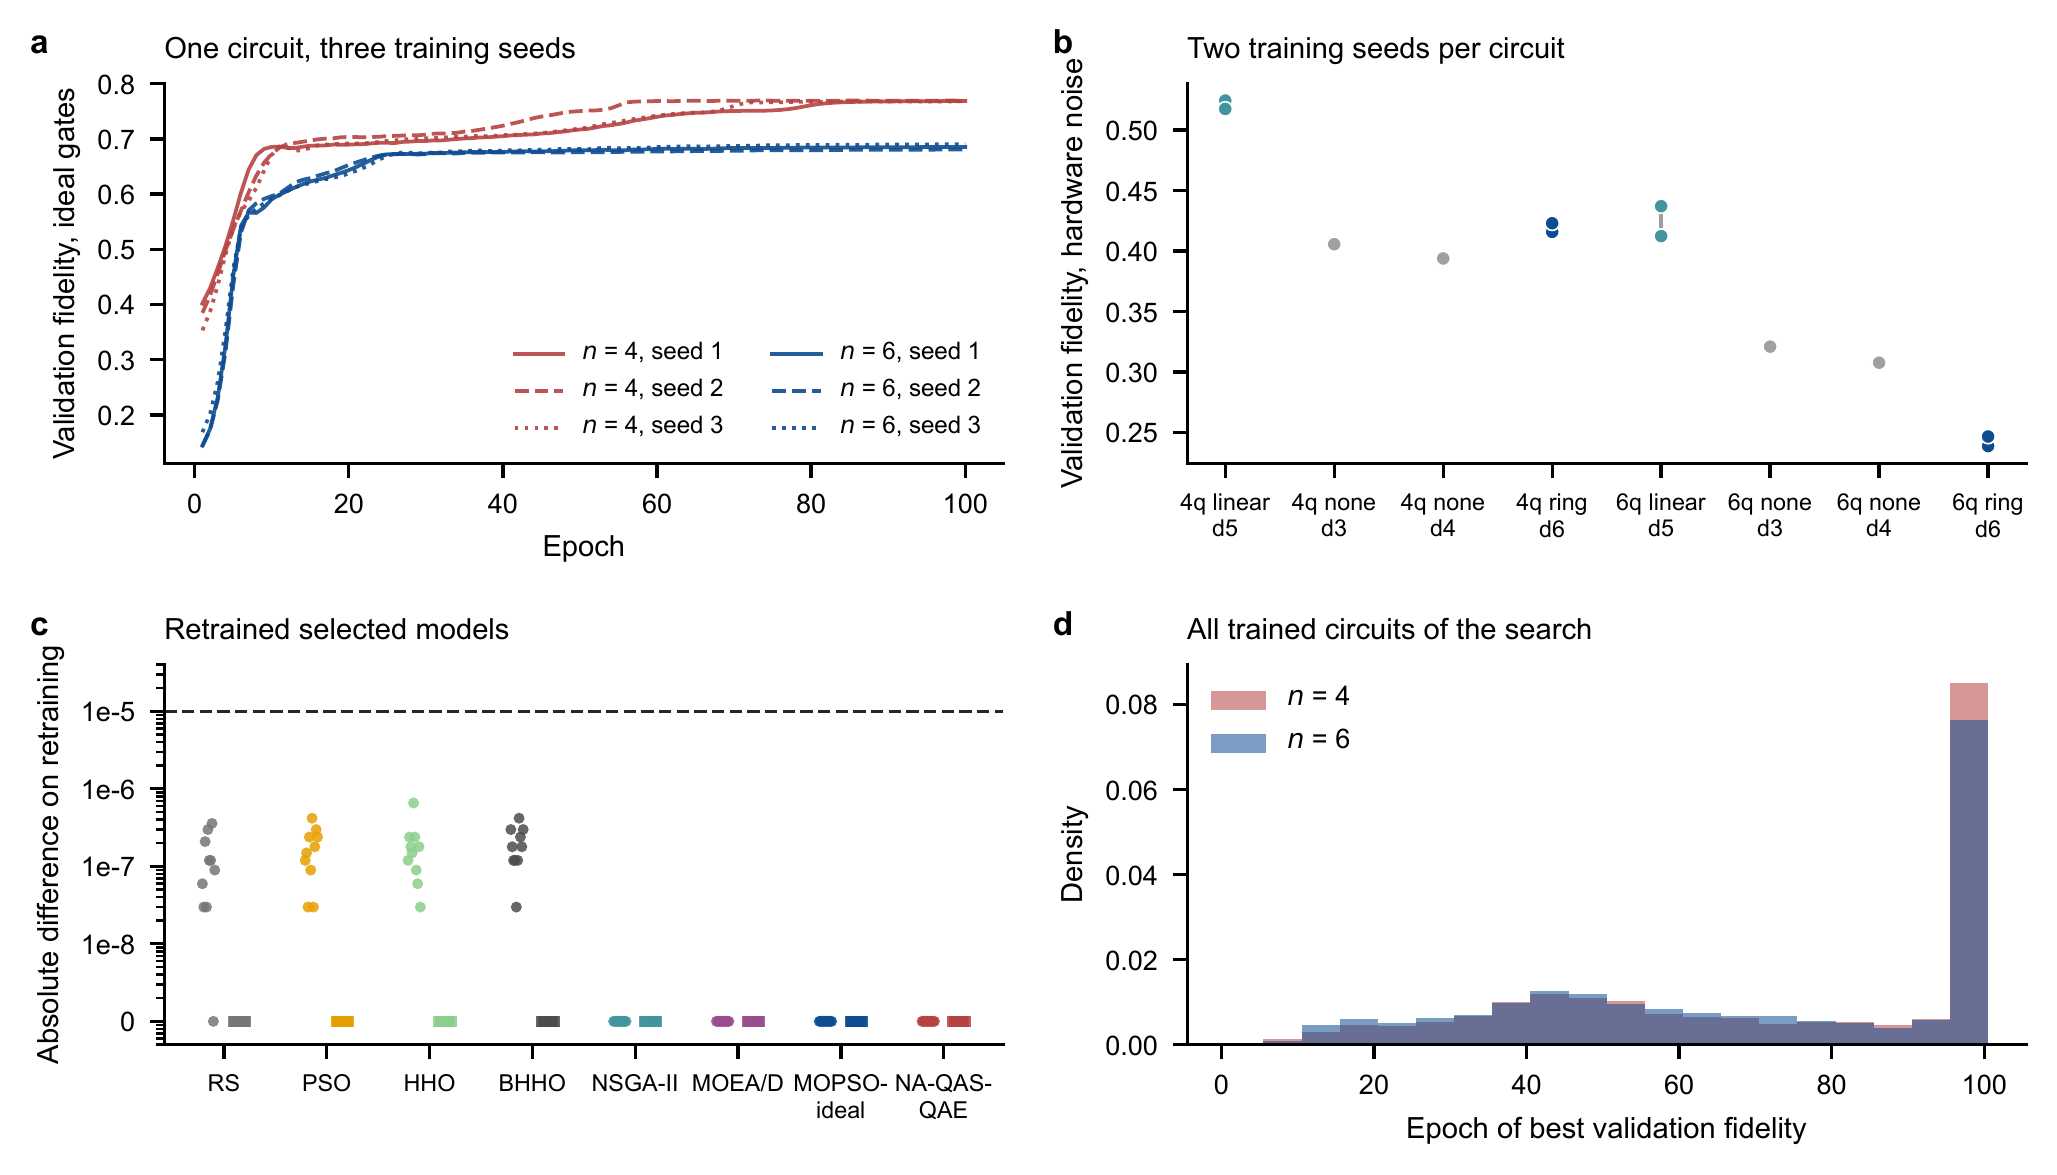 a
One circuit, three training seeds
Validation fidelity, ideal gates
0.8
0.7
0.6
0.5
0.4
0.3
0.2
n = 4, seed 1
n = 4, seed 2
n = 4, seed 3
n = 6, seed 1
n = 6, seed 2
n = 6, seed 3
0 20 40 60 80 100
Epoch
b
Two training seeds per circuit
Validation fidelity, hardware noise
0.50
0.45
0.40
0.35
0.30
0.25
4q linear
d5
4q none
d3
4q none
d4
4q ring
d6
6q linear
d5
6q none
d3
6q none
d4
6q ring
d6
c
Retrained selected models
Absolute difference on retraining
1e-5
1e-6
1e-7
1e-8
0
RS
PSO
HHO
BHHO
NSGA-II
MOEA/D
MOPSO-
ideal
NA-QAS-
QAE
d
All trained circuits of the search
Density
n = 4
n = 6
0.08
0.06
0.04
0.02
0.00
0 20 40 60 80 100
Epoch of best validation fidelity